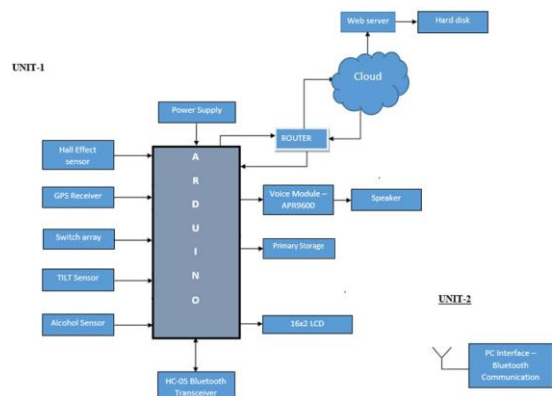 Web server
Hard disk
UNIT-1
Cloud
Power Supply
ROUTER
Hall Effect
sensor
A
R
D
U
I
N
O
GPS Receiver
Voice Module –
APR9600
Speaker
Switch array
Primary Storage
TILT Sensor
UNIT-2
Alcohol Sensor
16x2 LCD
PC Interface –
Bluetooth
Communication
HC-05 Bluetooth
Transceiver